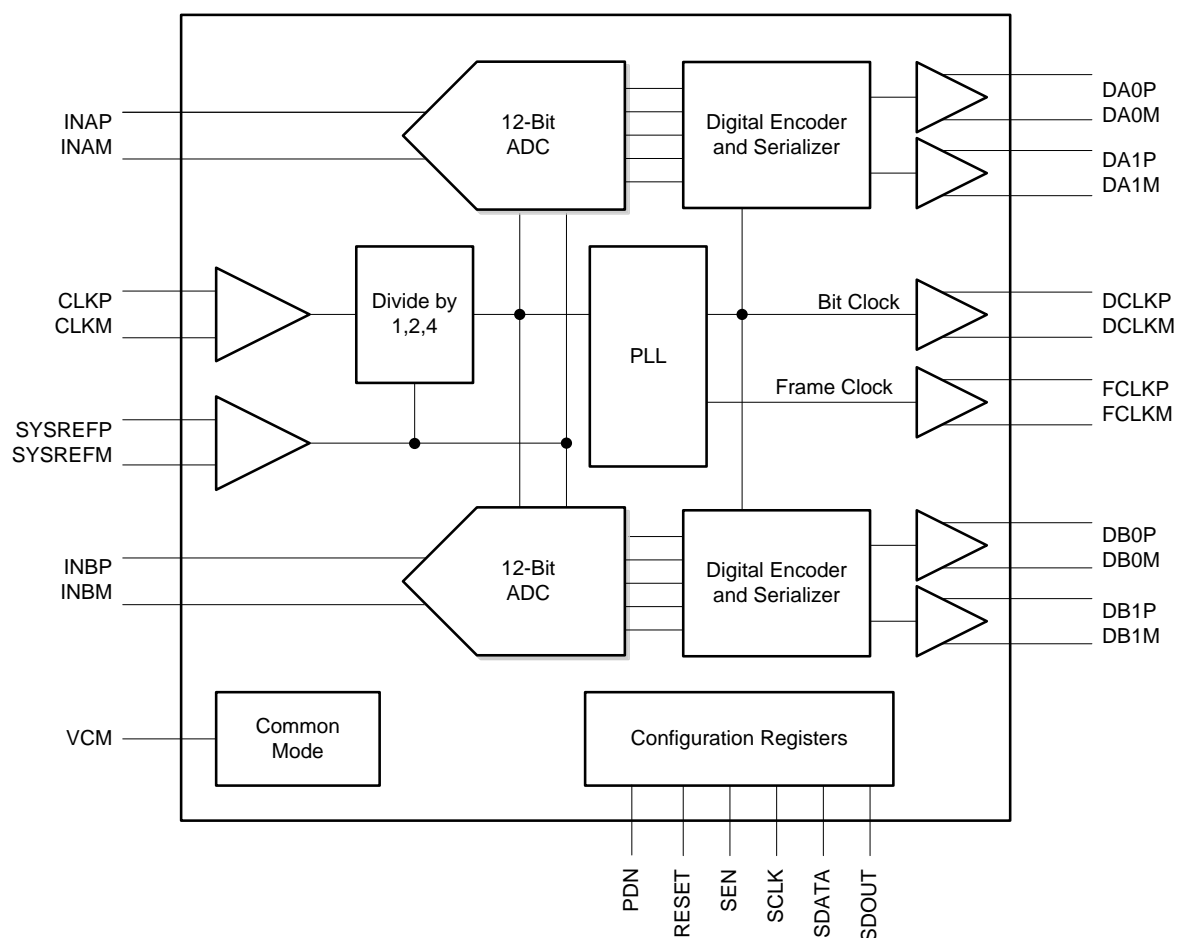 INAP
INAM
12-Bit
ADC
Digital Encoder
and Serializer
DA0P
DA0M
DA1P
DA1M
CLKP
CLKM
Divide by
1,2,4
PLL
Bit Clock
DCLKP
DCLKM
Frame Clock
FCLKP
FCLKM
SYSREFP
SYSREFM
INBP
INBM
12-Bit
ADC
Digital Encoder
and Serializer
DB0P
DB0M
DB1P
DB1M
VCM
Common
Mode
Configuration Registers
PDN
RESET
SEN
SCLK
SDATA
SDOUT